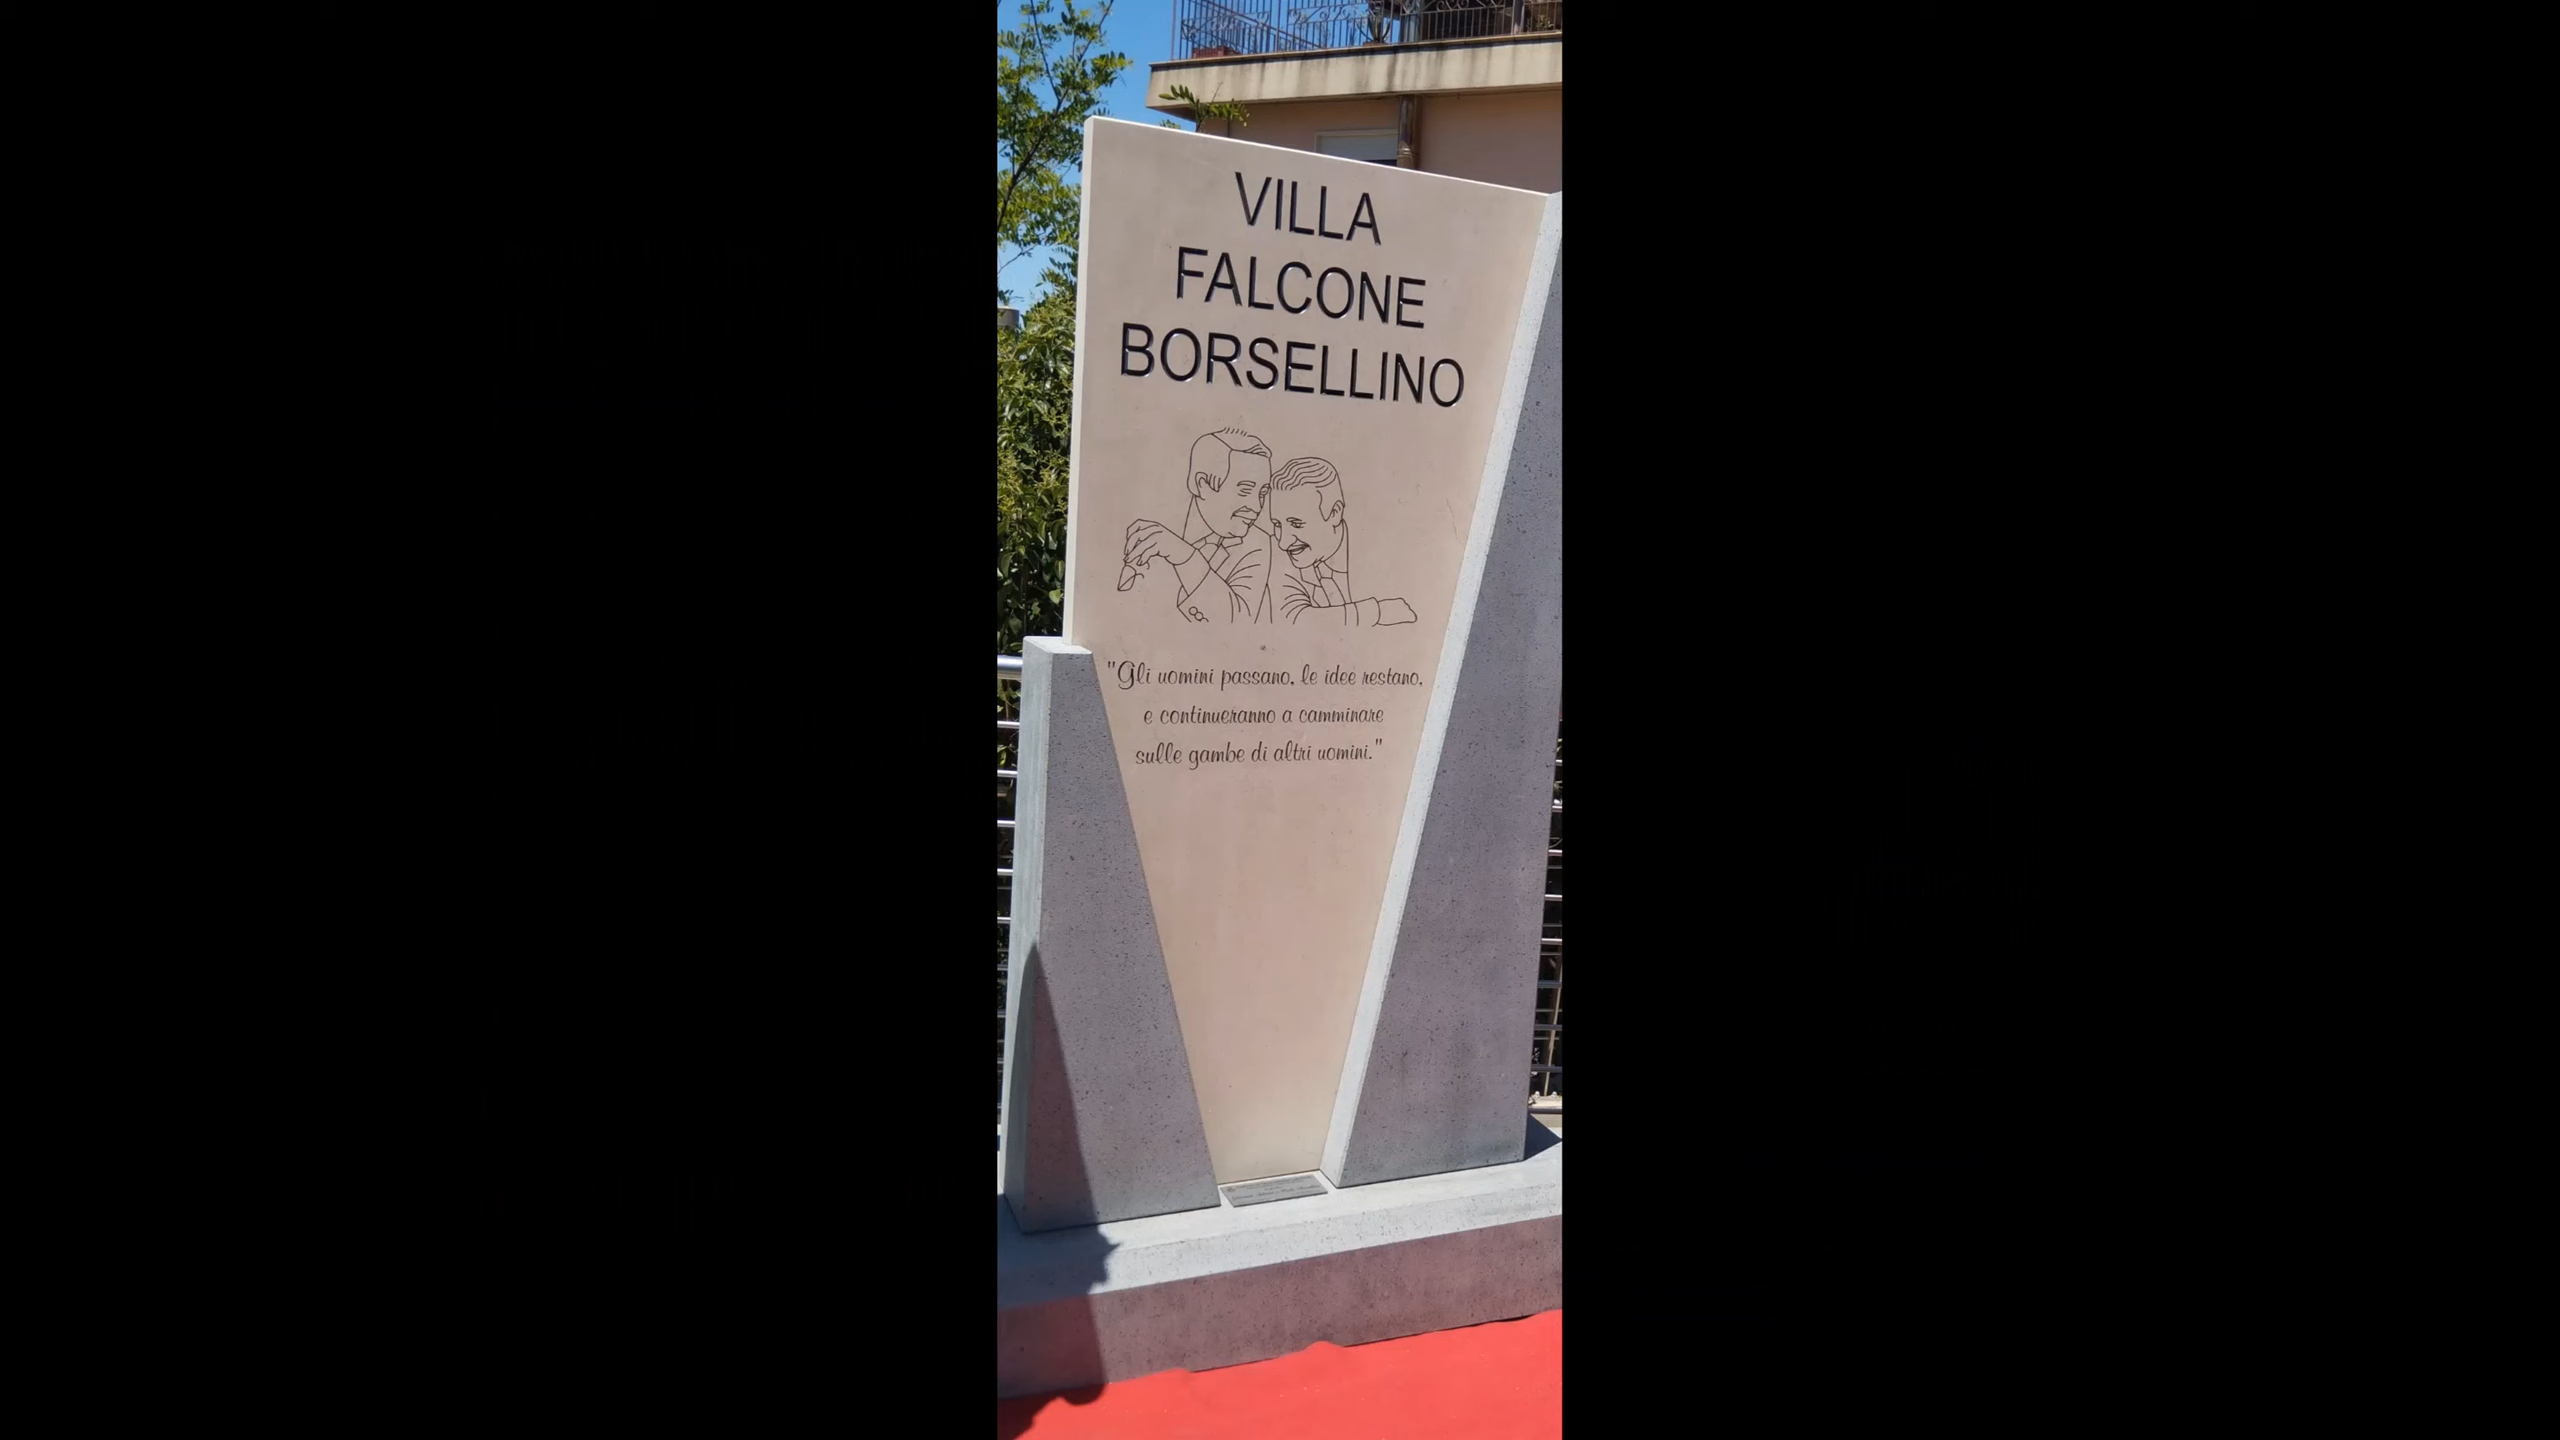 VILLA
FALCONE
BORSELLINO
"Gli uomini passano, le idee restano,
e continueranno a camminare
sulle gambe di altri uomini."